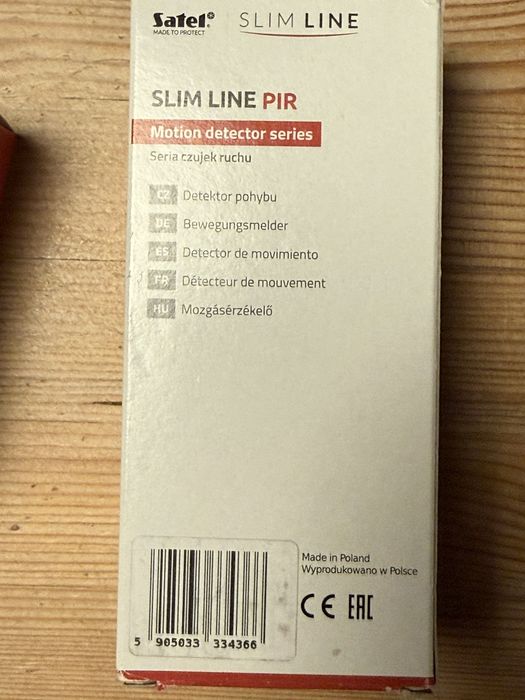 Satel®
MADE TO PROTECT
SLIM LINE
SLIM LINE PIR
Motion detector series
Seria czujek ruchu
CZ Detektor pohybu
DE Bewegungsmelder
ES Detector de movimiento
FR Détecteur de mouvement
HU Mozgásérzékelő
Made in Poland
Wyprodukowano w Polsce
CE EAC
5 905033 334366